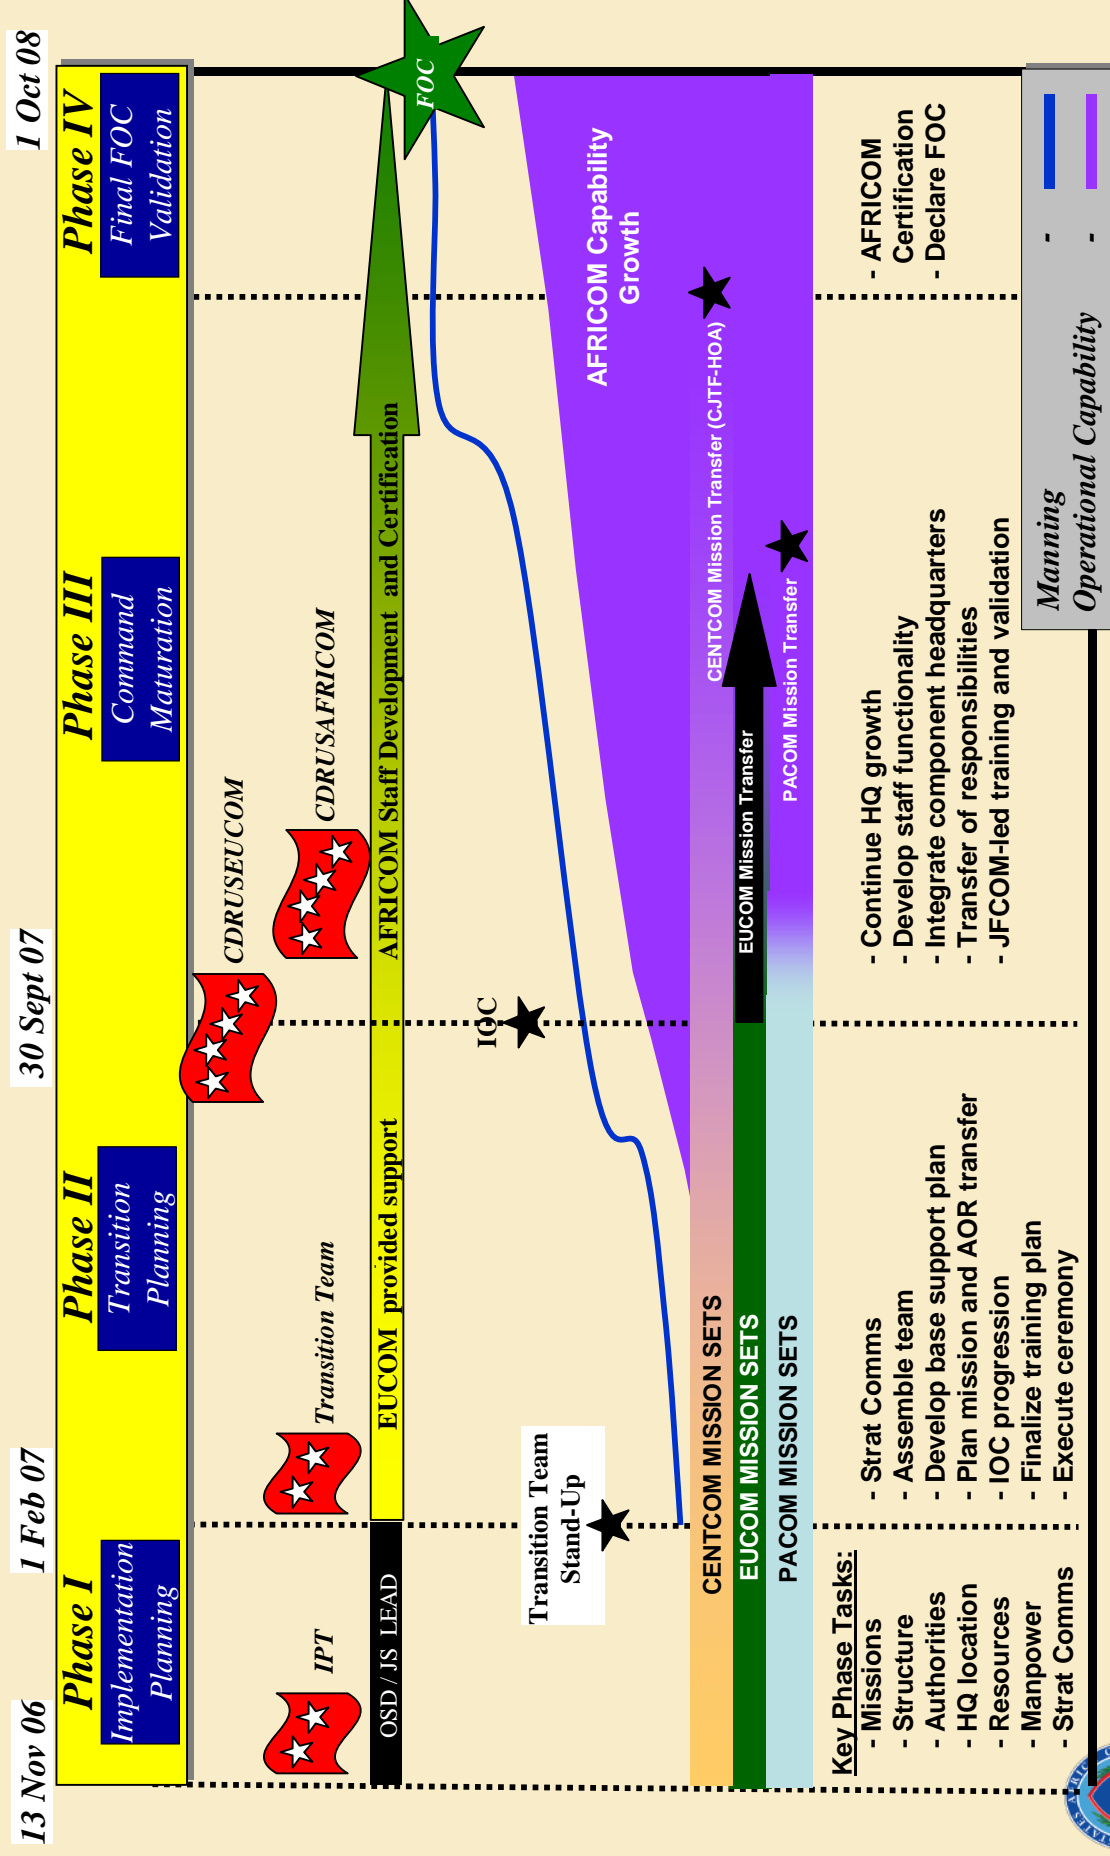 13 Nov 06
1 Feb 07
30 Sept 07
1 Oct 08
Phase I
Phase II
Phase III
Phase IV
Implementation
Planning
Transition
Planning
Command
Maturation
Final FOC
Validation
CDRUSEUCOM
IPT
Transition Team
CDRUSAFRICOM
OSD / JS LEAD
EUCOM provided support
AFRICOM Staff Development and Certification
FOC
IOC
Transition Team
Stand-Up
AFRICOM Capability
Growth
CENTCOM MISSION SETS
CENTCOM Mission Transfer (CJTF-HOA)
EUCOM MISSION SETS
EUCOM Mission Transfer
PACOM MISSION SETS
PACOM Mission Transfer
Key Phase Tasks:
- Missions
- Structure
- Authorities
- HQ location
- Resources
- Manpower
- Strat Comms
- Strat Comms
- Assemble team
- Develop base support plan
- Plan mission and AOR transfer
- IOC progression
- Finalize training plan
- Execute ceremony
- Continue HQ growth
- Develop staff functionality
- Integrate component headquarters
- Transfer of responsibilities
- JFCOM-led training and validation
- AFRICOM
Certification
- Declare FOC
Manning -
Operational Capability -